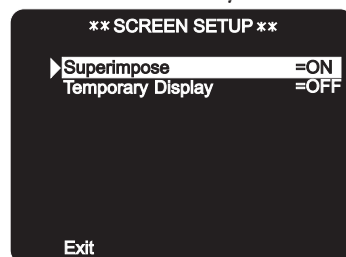 ** SCREEN SETUP **
Superimpose =ON
Temporary Display =OFF
Exit